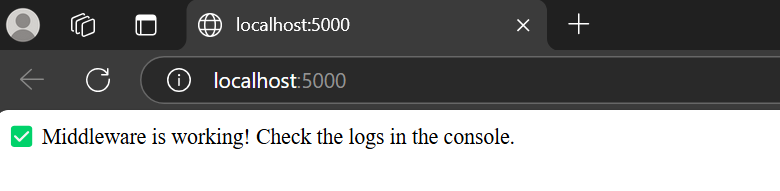 localhost:5000
localhost:5000
✅ Middleware is working! Check the logs in the console.